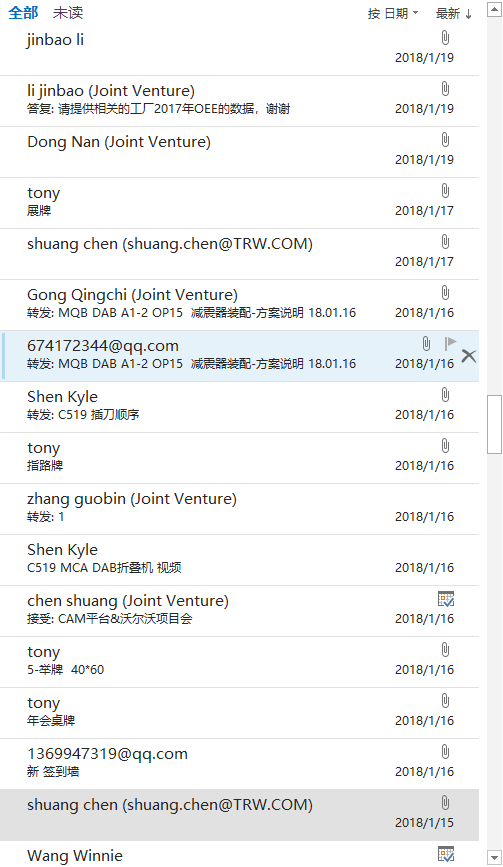 全部 未读 按 日期 最新 ↓
jinbao li
2018/1/19
li jinbao (Joint Venture)
答复: 请提供相关的工厂2017年OEE的数据，谢谢 2018/1/19
Dong Nan (Joint Venture)
2018/1/19
tony
展牌 2018/1/17
shuang chen (shuang.chen@TRW.COM)
2018/1/17
Gong Qingchi (Joint Venture)
转发: MQB DAB A1-2 OP15 减震器装配-方案说明 18.01.16 2018/1/16
674172344@qq.com
转发: MQB DAB A1-2 OP15 减震器装配-方案说明 18.01.16 2018/1/16
Shen Kyle
转发: C519 插刀顺序 2018/1/16
tony
指路牌 2018/1/16
zhang guobin (Joint Venture)
转发: 1 2018/1/16
Shen Kyle
C519 MCA DAB折叠机 视频 2018/1/16
chen shuang (Joint Venture)
接受: CAM平台&沃尔沃项目会 2018/1/16
tony
5-举牌 40*60 2018/1/16
tony
年会桌牌 2018/1/16
1369947319@qq.com
新 签到墙 2018/1/16
shuang chen (shuang.chen@TRW.COM)
2018/1/15
Wang Winnie